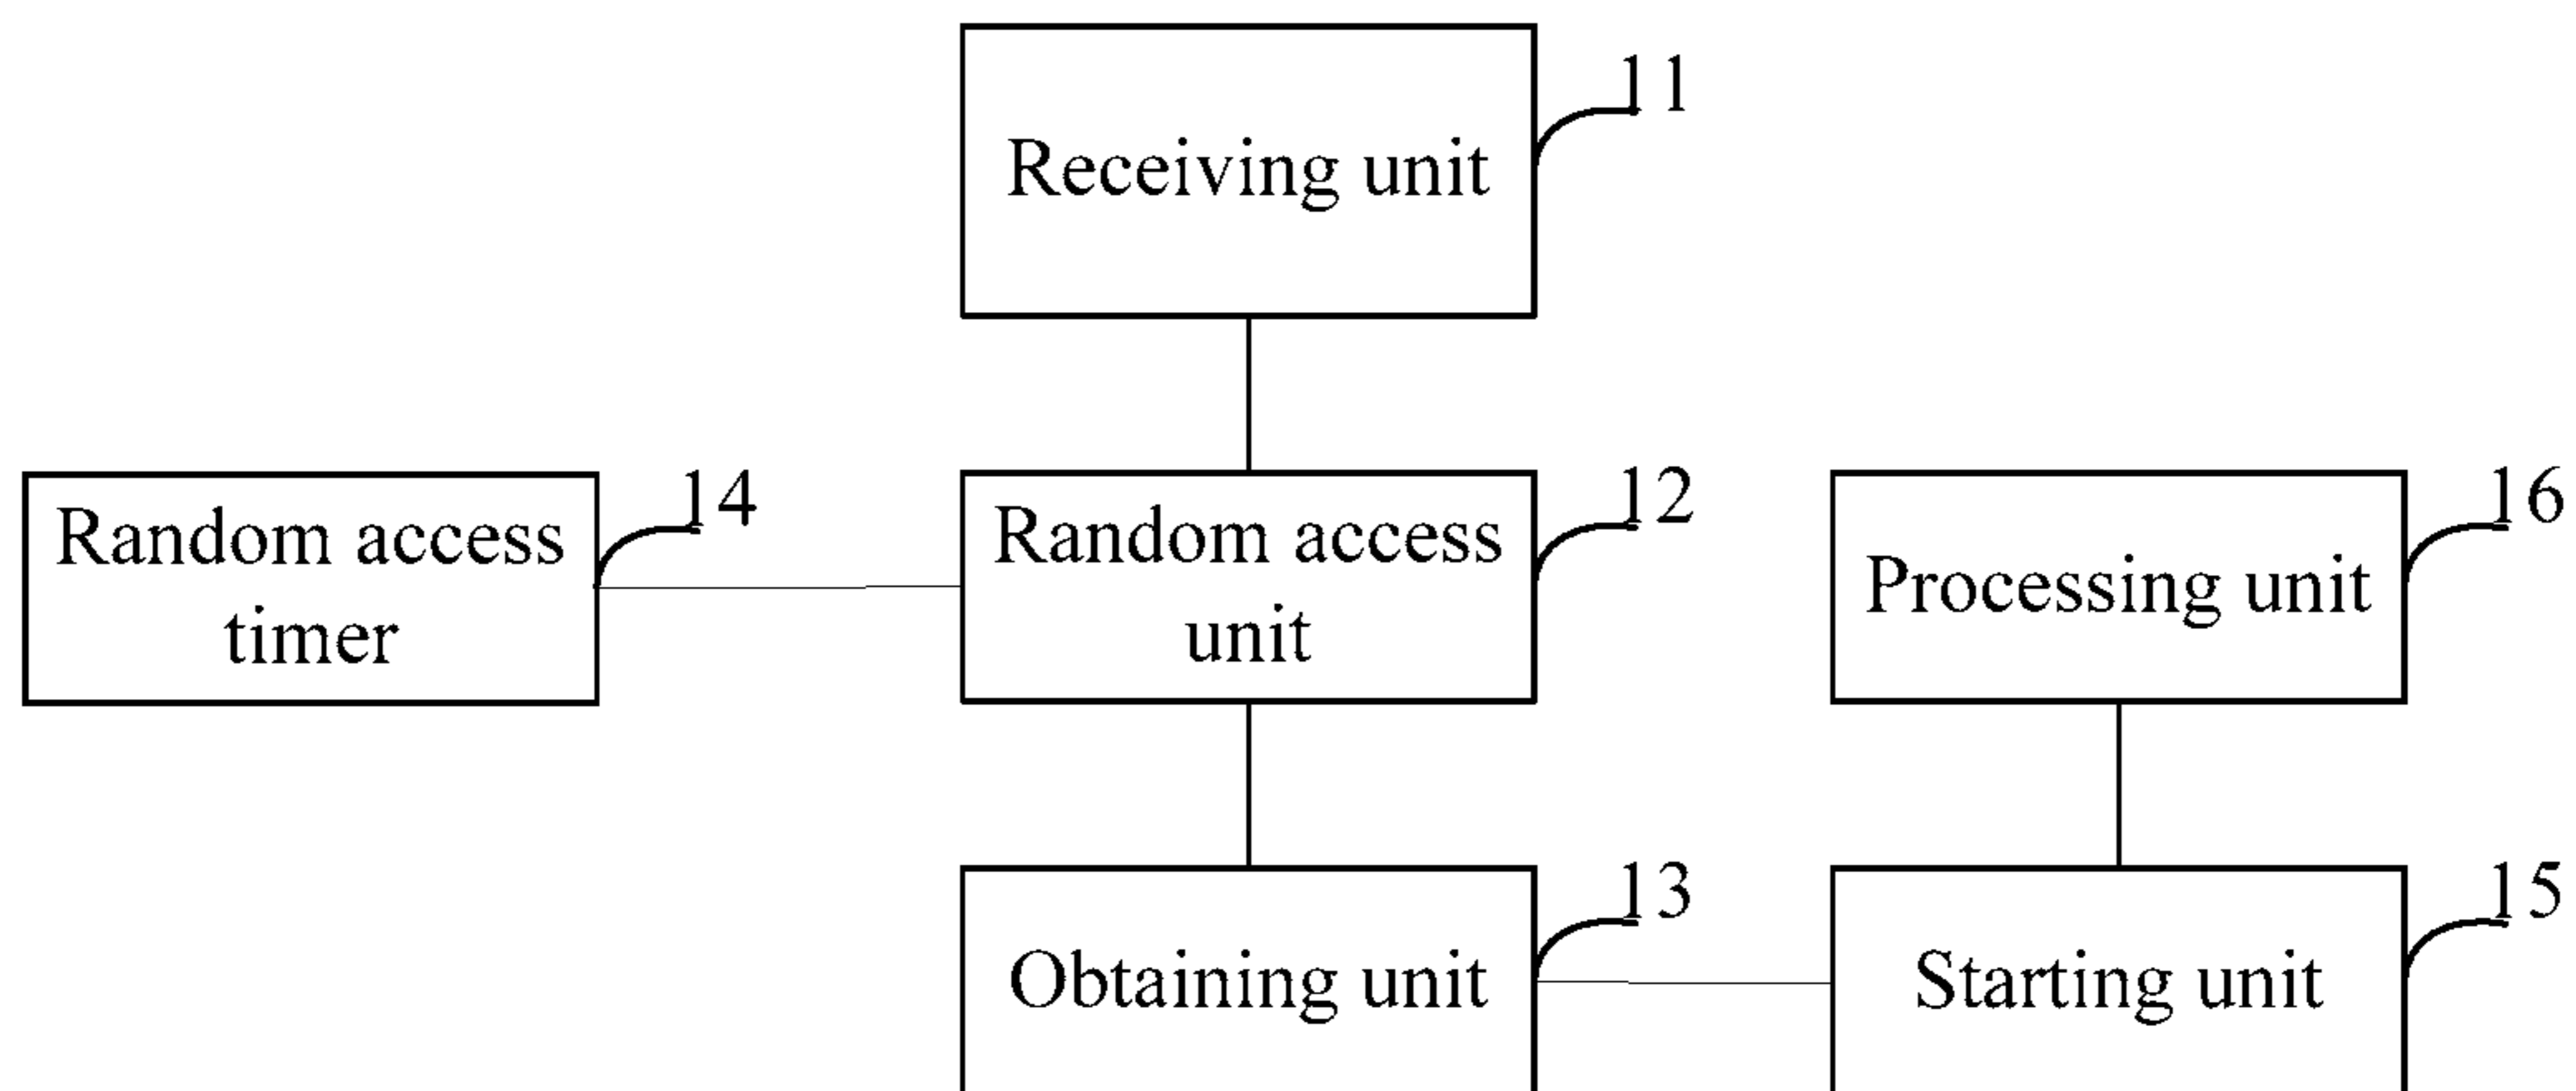 11
Receiving unit
14
Random access
timer
12
Random access
unit
16
Processing unit
13
Obtaining unit
15
Starting unit